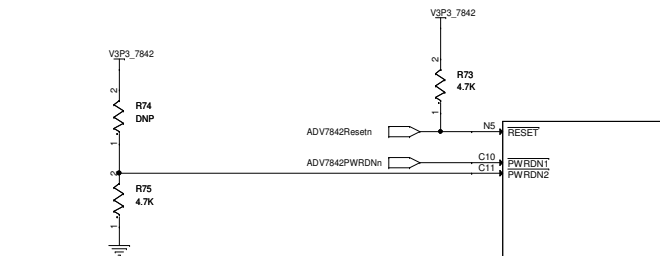 V3P3_7842
V3P3_7842
2
R73
4.7K
2
R74
DNP
1
ADV7842Resetn
N5
RESET
1
ADV7842PWRDNn
C10
PWRDN1
C11
PWRDN2
2
R75
4.7K
1